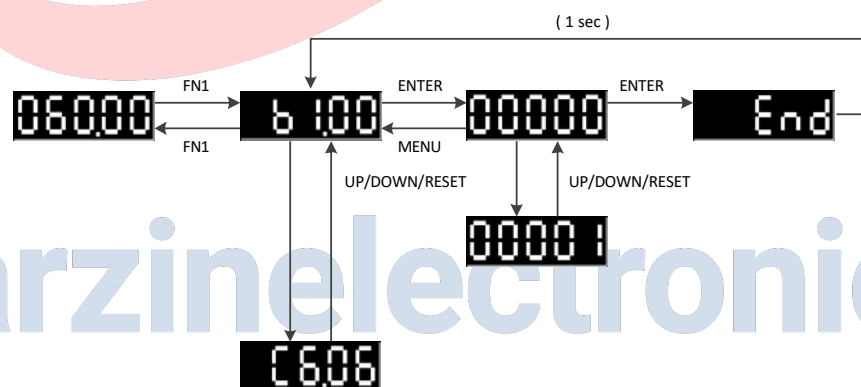 ( 1 sec )
FN1
ENTER
ENTER
060.00
b 1.00
00000
End
FN1
MENU
UP/DOWN/RESET
UP/DOWN/RESET
00001
arzinelectronic
C6.06